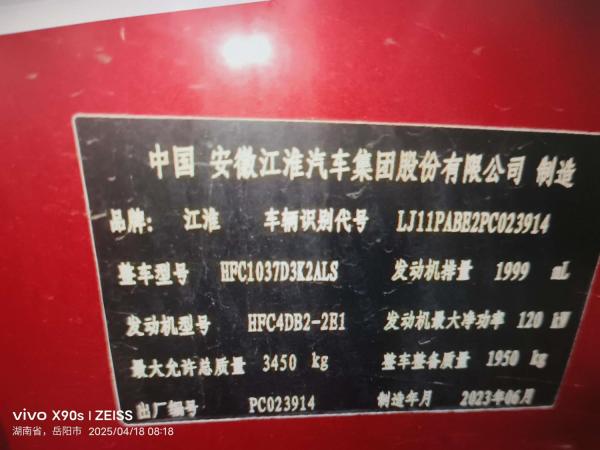 中国 安徽江淮汽车集团股份有限公司 制造
品牌: 江淮 车辆识别代号 LJ11PABE2PC023914
整车型号 HFC1037D3K2ALS 发动机排量 1999 mL
发动机型号 HFC4DB2-2E1 发动机最大净功率 120 kW
最大允许总质量 3450 kg 整车整备质量 1950 kg
出厂编号 PC023914 制造年月 2023年06月
vivo X90s | ZEISS
湖南省，岳阳市 2025/04/18 08:18